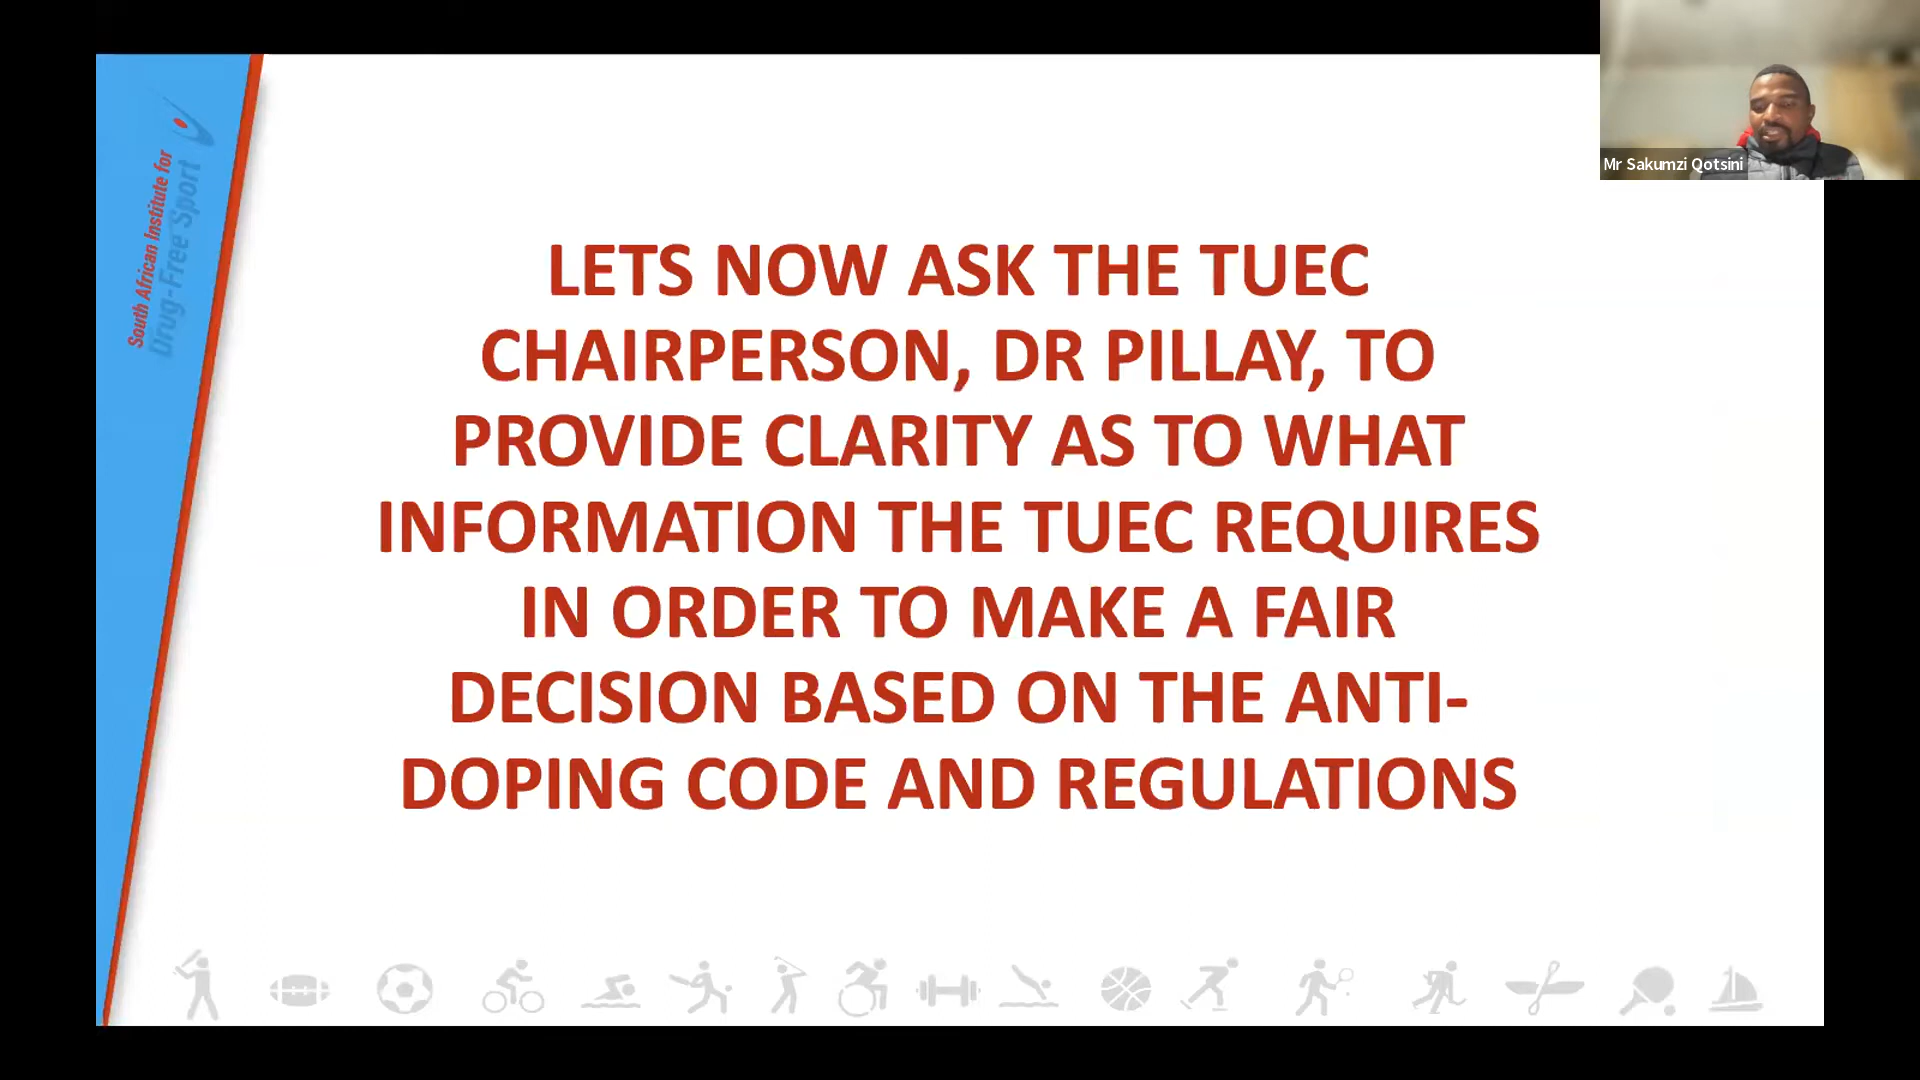 South African Institute for
Drug-Free Sport
Mr Sakumzi Qotsini
LETS NOW ASK THE TUEC
CHAIRPERSON, DR PILLAY, TO
PROVIDE CLARITY AS TO WHAT
INFORMATION THE TUEC REQUIRES
IN ORDER TO MAKE A FAIR
DECISION BASED ON THE ANTI-
DOPING CODE AND REGULATIONS